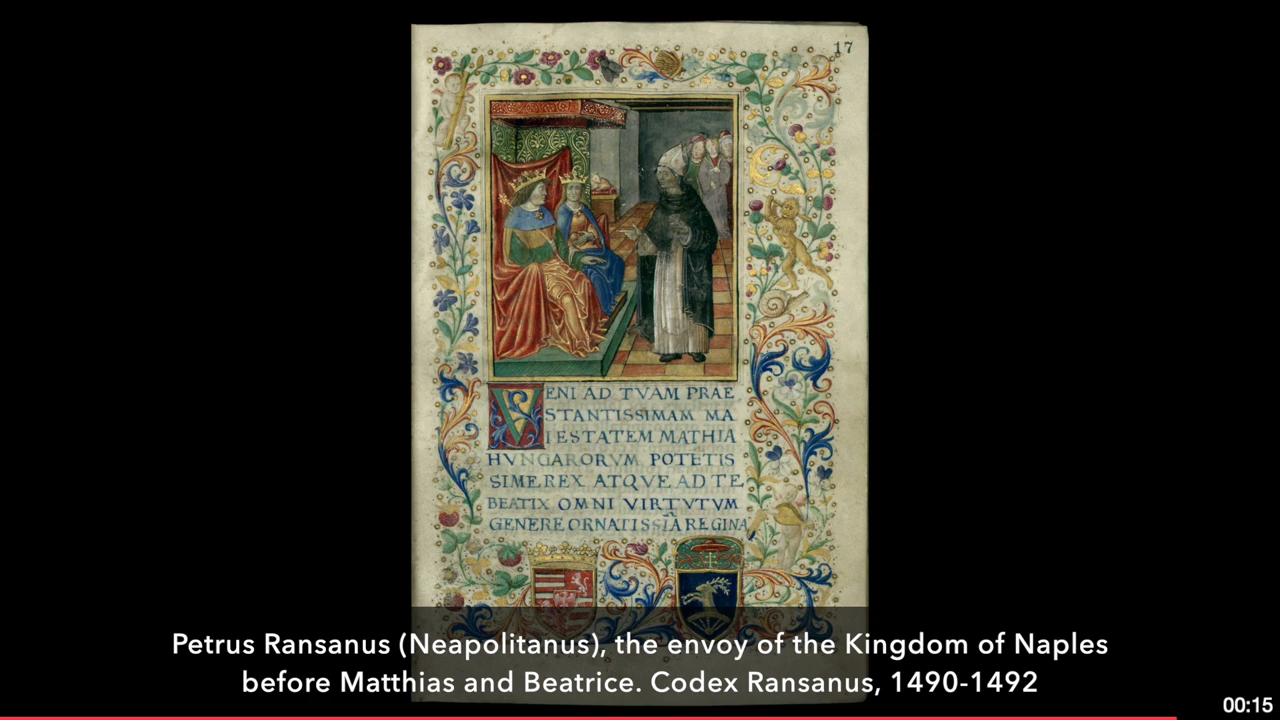 17
VENI AD TVAM PRAE
STANTISSIMAM MA
IESTATEM MATHIA
HVNGARORVM POTETIS
SIME REX ATQVE AD TE
BEATIX OMNI VIRTVTVM
GENERE ORNATISSIA REGINA
Petrus Ransanus (Neapolitanus), the envoy of the Kingdom of Naples
before Matthias and Beatrice. Codex Ransanus, 1490-1492
00:15